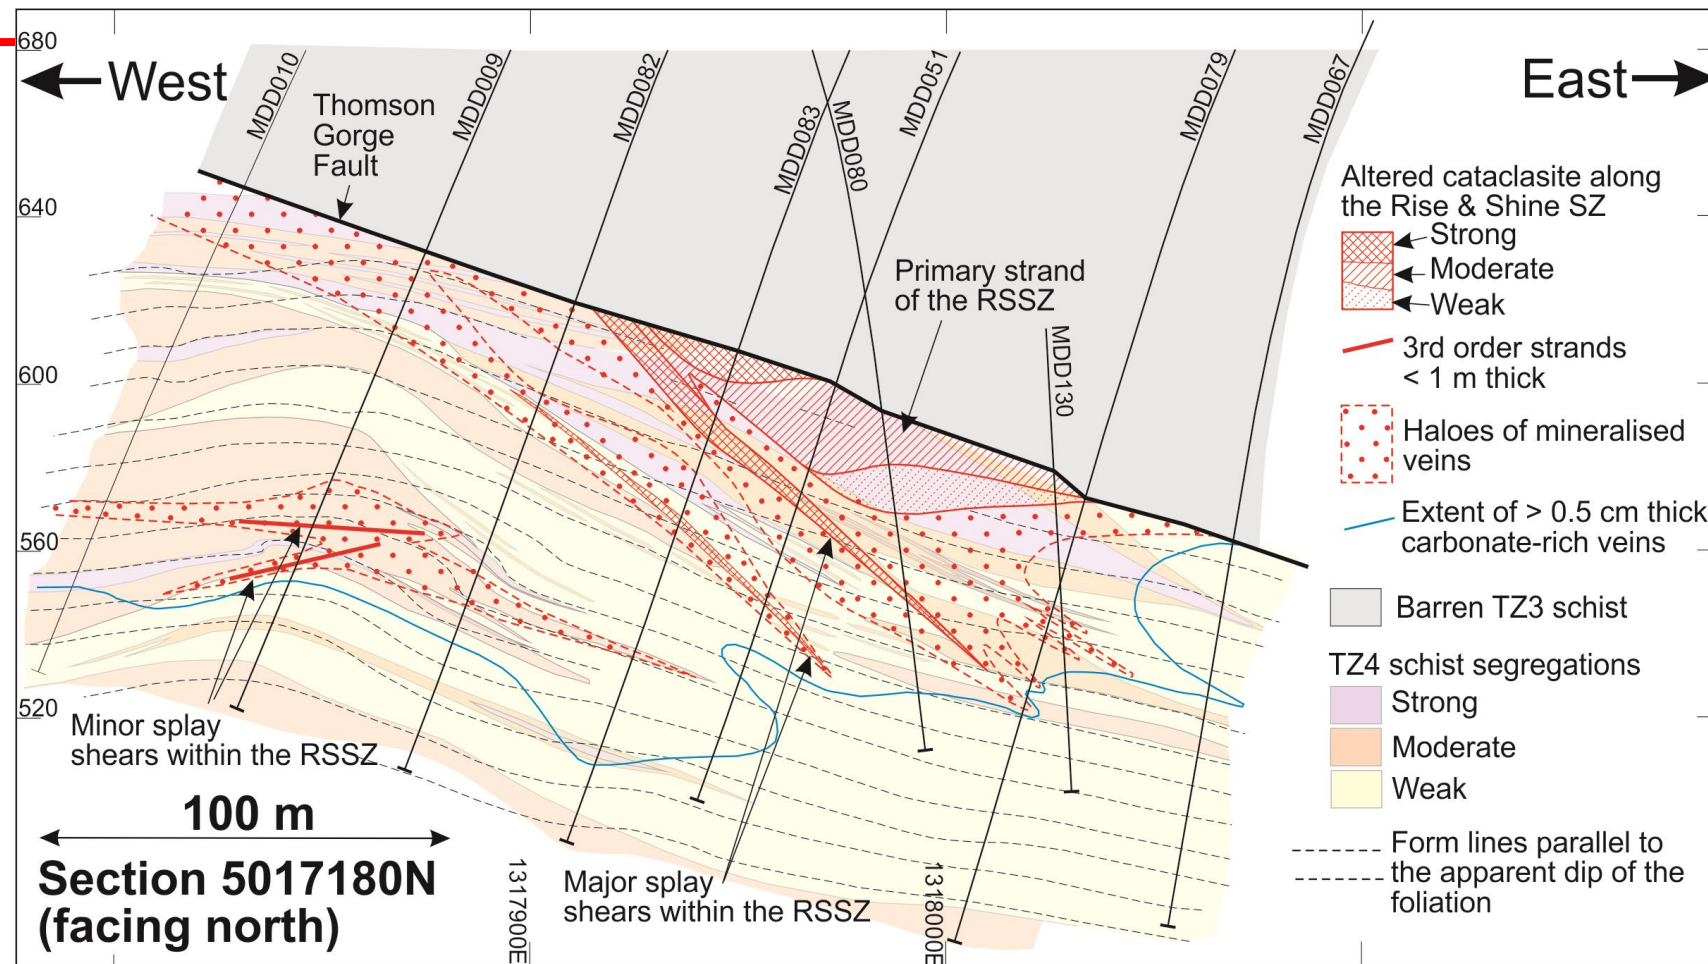 680
640
600
560
520
West
East
MDD010
MDD009
MDD082
MDD083
MDD080
MDD051
MDD079
MDD067
MDD130
Thomson
Gorge
Fault
Primary strand
of the RSSZ
Minor splay
shears within the RSSZ
Major splay
shears within the RSSZ
100 m
Section 5017180N
(facing north)
1317900E
1318000E
Altered cataclasite along
the Rise & Shine SZ
Strong
Moderate
Weak
3rd order strands
< 1 m thick
Haloes of mineralised
veins
Extent of > 0.5 cm thick
carbonate-rich veins
Barren TZ3 schist
TZ4 schist segregations
Strong
Moderate
Weak
Form lines parallel to
the apparent dip of the
foliation